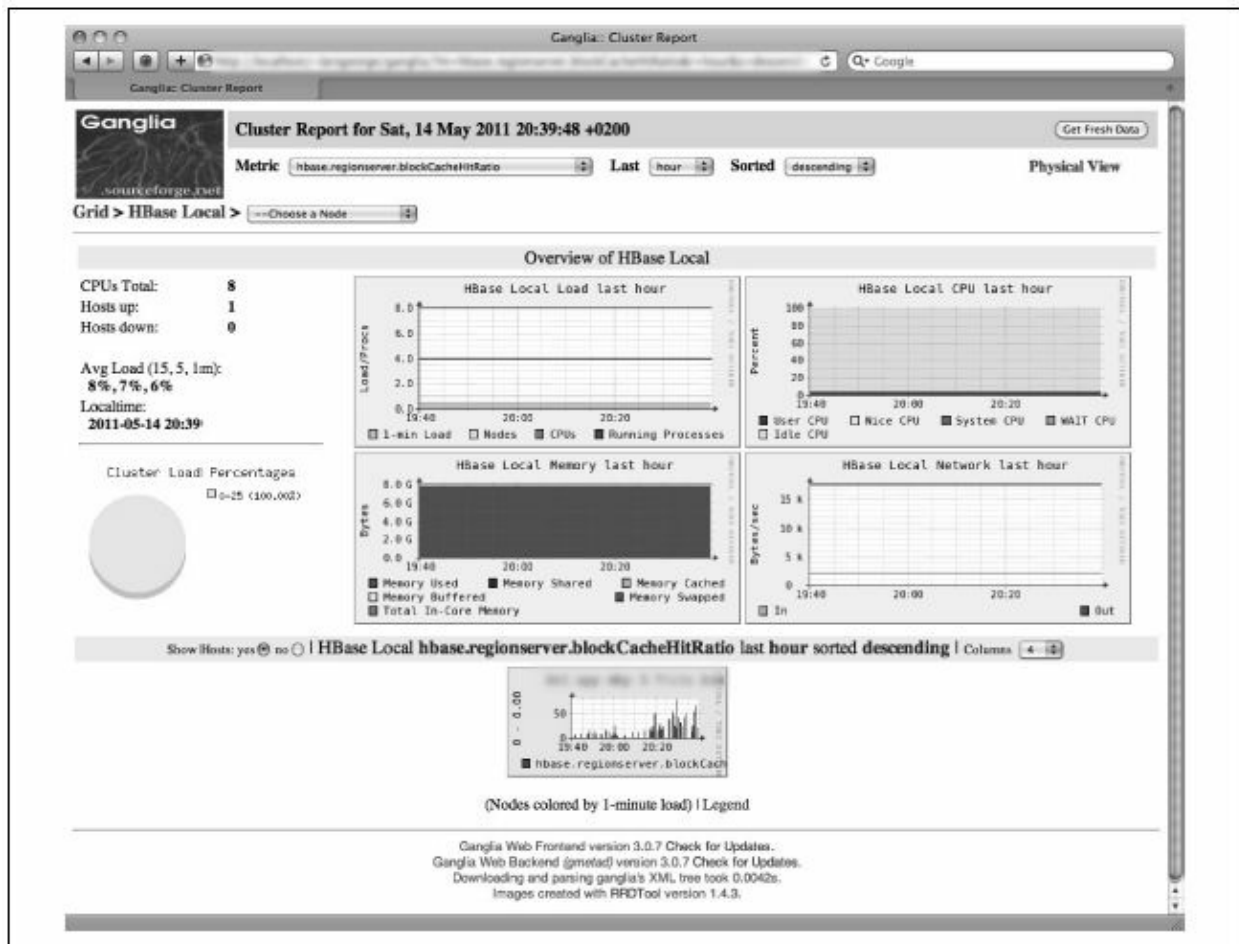 Ganglia:: Cluster Report
Google
Ganglia: Cluster Report
Ganglia
.sourceforge.net
Cluster Report for Sat, 14 May 2011 20:39:48 +0200
Get Fresh Data
Metric hbase.regionserver.blockCacheHitRatio Last hour Sorted descending Physical View
Grid > HBase Local > --Choose a Node
Overview of HBase Local
CPUs Total: 8
Hosts up: 1
Hosts down: 0
Avg Load (15, 5, 1m):
8%, 7%, 6%
Localtime:
2011-05-14 20:39
Cluster Load Percentages
0-25 (100.00%)
HBase Local Load last hour
Load/Procs
8.0
6.0
4.0
2.0
0.0
19:40 20:00 20:20
1-min Load Nodes CPUs Running Processes
HBase Local CPU last hour
Percent
100
80
60
40
20
0
19:40 20:00 20:20
User CPU Nice CPU System CPU WAIT CPU
Idle CPU
HBase Local Memory last hour
Bytes
8.0 G
6.0 G
4.0 G
2.0 G
0.0
19:40 20:00 20:20
Memory Used Memory Shared Memory Cached
Memory Buffered Memory Swapped
Total In-Core Memory
HBase Local Network last hour
Bytes/sec
15 k
10 k
5 k
0
19:40 20:00 20:20
In Out
Show Hosts: yes no | HBase Local hbase.regionserver.blockCacheHitRatio last hour sorted descending | Columns 4
0 - 0.00
50
0
19:40 20:00 20:20
hbase.regionserver.blockCach
(Nodes colored by 1-minute load) | Legend
Ganglia Web Frontend version 3.0.7 Check for Updates.
Ganglia Web Backend (gmetad) version 3.0.7 Check for Updates.
Downloading and parsing ganglia's XML tree took 0.0042s.
Images created with RRDTool version 1.4.3.